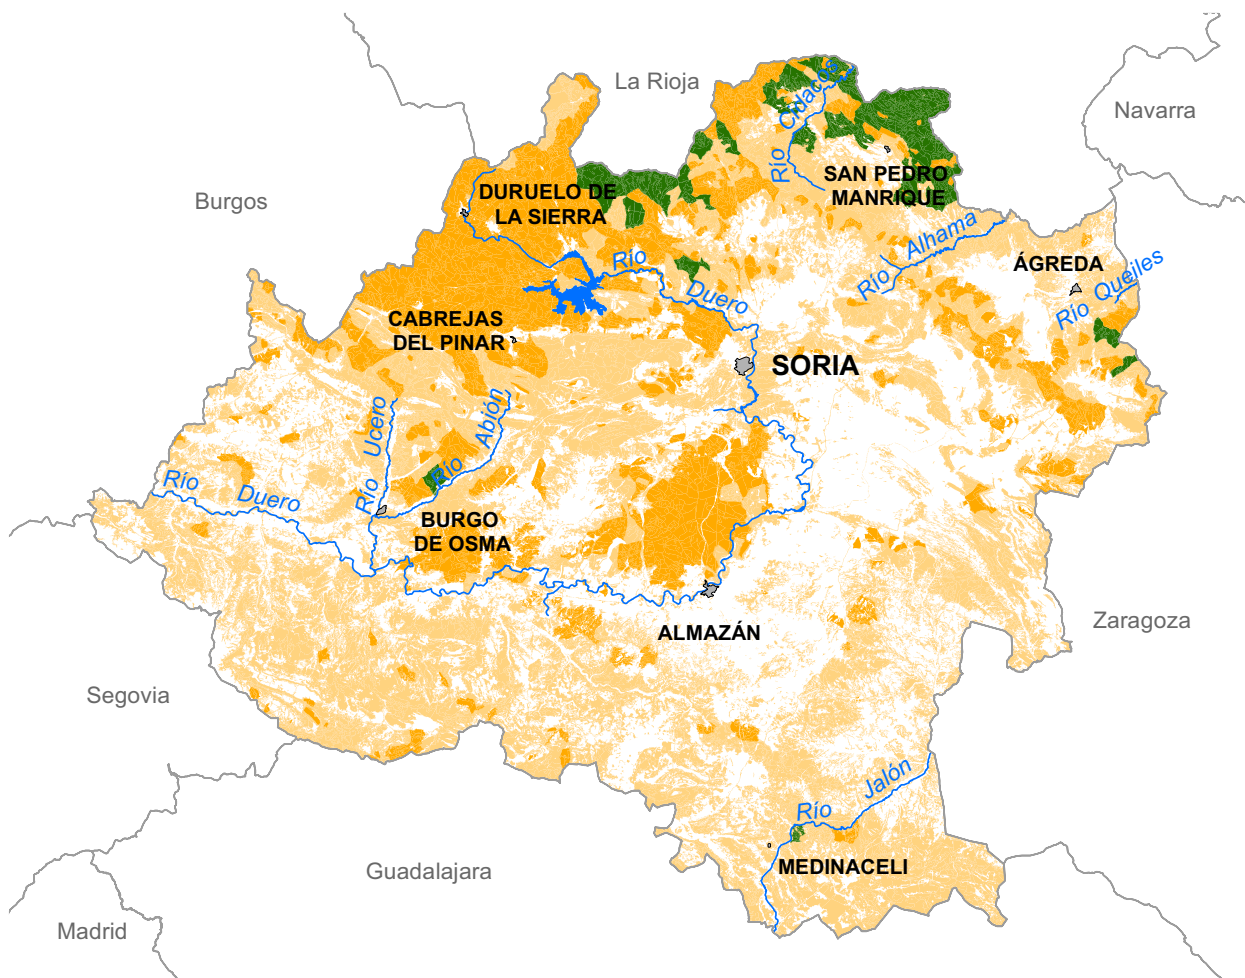 La Rioja
Navarra
Burgos
Río Cidacos
SAN PEDRO
MANRIQUE
DURUELO DE
LA SIERRA
Río Alhama
ÁGREDA
Río Queiles
Río Duero
CABREJAS
DEL PINAR
SORIA
Río Ucero
Río Abión
Río Duero
BURGO
DE OSMA
ALMAZÁN
Zaragoza
Segovia
Río Jalón
MEDINACELI
Guadalajara
Madrid